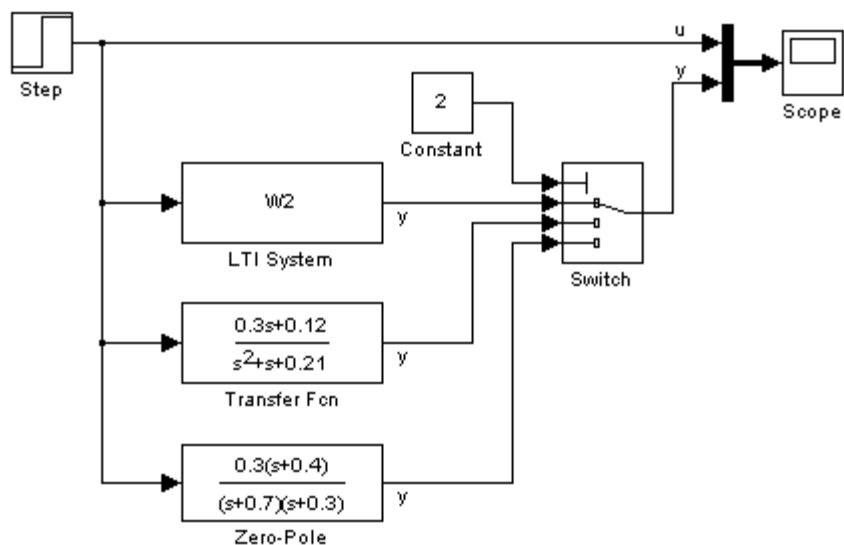 Step
u
y
Scope
2
Constant
W2
y
LTI System
Switch
0.3s+0.12
s²+s+0.21
y
Transfer Fcn
0.3(s+0.4)
(s+0.7)(s+0.3)
y
Zero-Pole